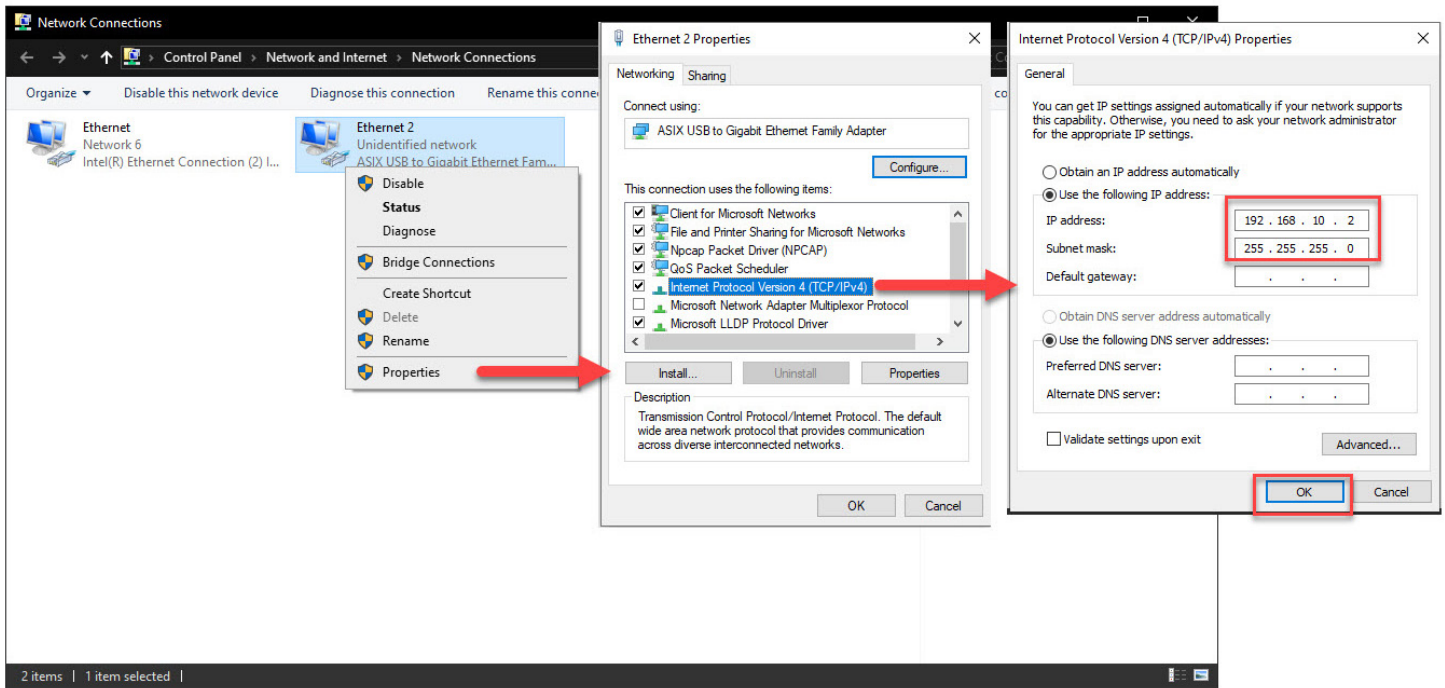 Network Connections
Control Panel > Network and Internet > Network Connections
Organize Disable this network device Diagnose this connection Rename this conne
Ethernet
Network 6
Intel(R) Ethernet Connection (2) I...
Ethernet 2
Unidentified network
ASIX USB to Gigabit Ethernet Fam...
Disable
Status
Diagnose
Bridge Connections
Create Shortcut
Delete
Rename
Properties
Ethernet 2 Properties
Networking Sharing
Connect using:
ASIX USB to Gigabit Ethernet Family Adapter
Configure...
This connection uses the following items:
Client for Microsoft Networks
File and Printer Sharing for Microsoft Networks
Npcap Packet Driver (NPCAP)
QoS Packet Scheduler
Internet Protocol Version 4 (TCP/IPv4)
Microsoft Network Adapter Multiplexor Protocol
Microsoft LLDP Protocol Driver
Install... Uninstall Properties
Description
Transmission Control Protocol/Internet Protocol. The default
wide area network protocol that provides communication
across diverse interconnected networks.
OK Cancel
Internet Protocol Version 4 (TCP/IPv4) Properties
General
You can get IP settings assigned automatically if your network supports
this capability. Otherwise, you need to ask your network administrator
for the appropriate IP settings.
Obtain an IP address automatically
Use the following IP address:
IP address: 192 . 168 . 10 . 2
Subnet mask: 255 . 255 . 255 . 0
Default gateway: . . .
Obtain DNS server address automatically
Use the following DNS server addresses:
Preferred DNS server: . . .
Alternate DNS server: . . .
Validate settings upon exit
Advanced...
OK Cancel
2 items | 1 item selected |